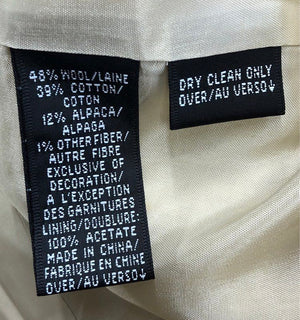 48% WOOL/LAINE
39% COTTON/
COTON
12% ALPACA/
ALPAGA
1% OTHER FIBER/
AUTRE FIBRE
EXCLUSIVE OF
DECORATION/
A L'EXCEPTION
DES GARNITURES
LINING/DOUBLURE:
100% ACETATE
MADE IN CHINA/
FABRIQUE EN CHINE
OVER/AU VERSO↓
DRY CLEAN ONLY
OVER/AU VERSO↓